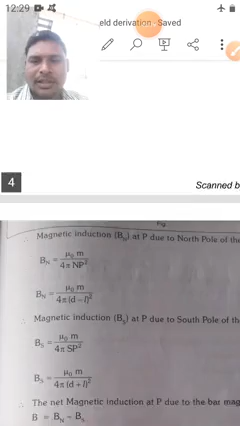 12:29
eld derivation - Saved
4
Scanned b
Fig.
∴ Magnetic induction (B_N) at P due to North Pole of the
B_N = μ₀ m / 4π NP²
B_N = μ₀ m / 4π (d − l)²
∴ Magnetic induction (B_S) at P due to South Pole of the
B_S = μ₀ m / 4π SP²
B_S = μ₀ m / 4π (d + l)²
∴ The net Magnetic induction at P due to the bar mag
B = B_N − B_S